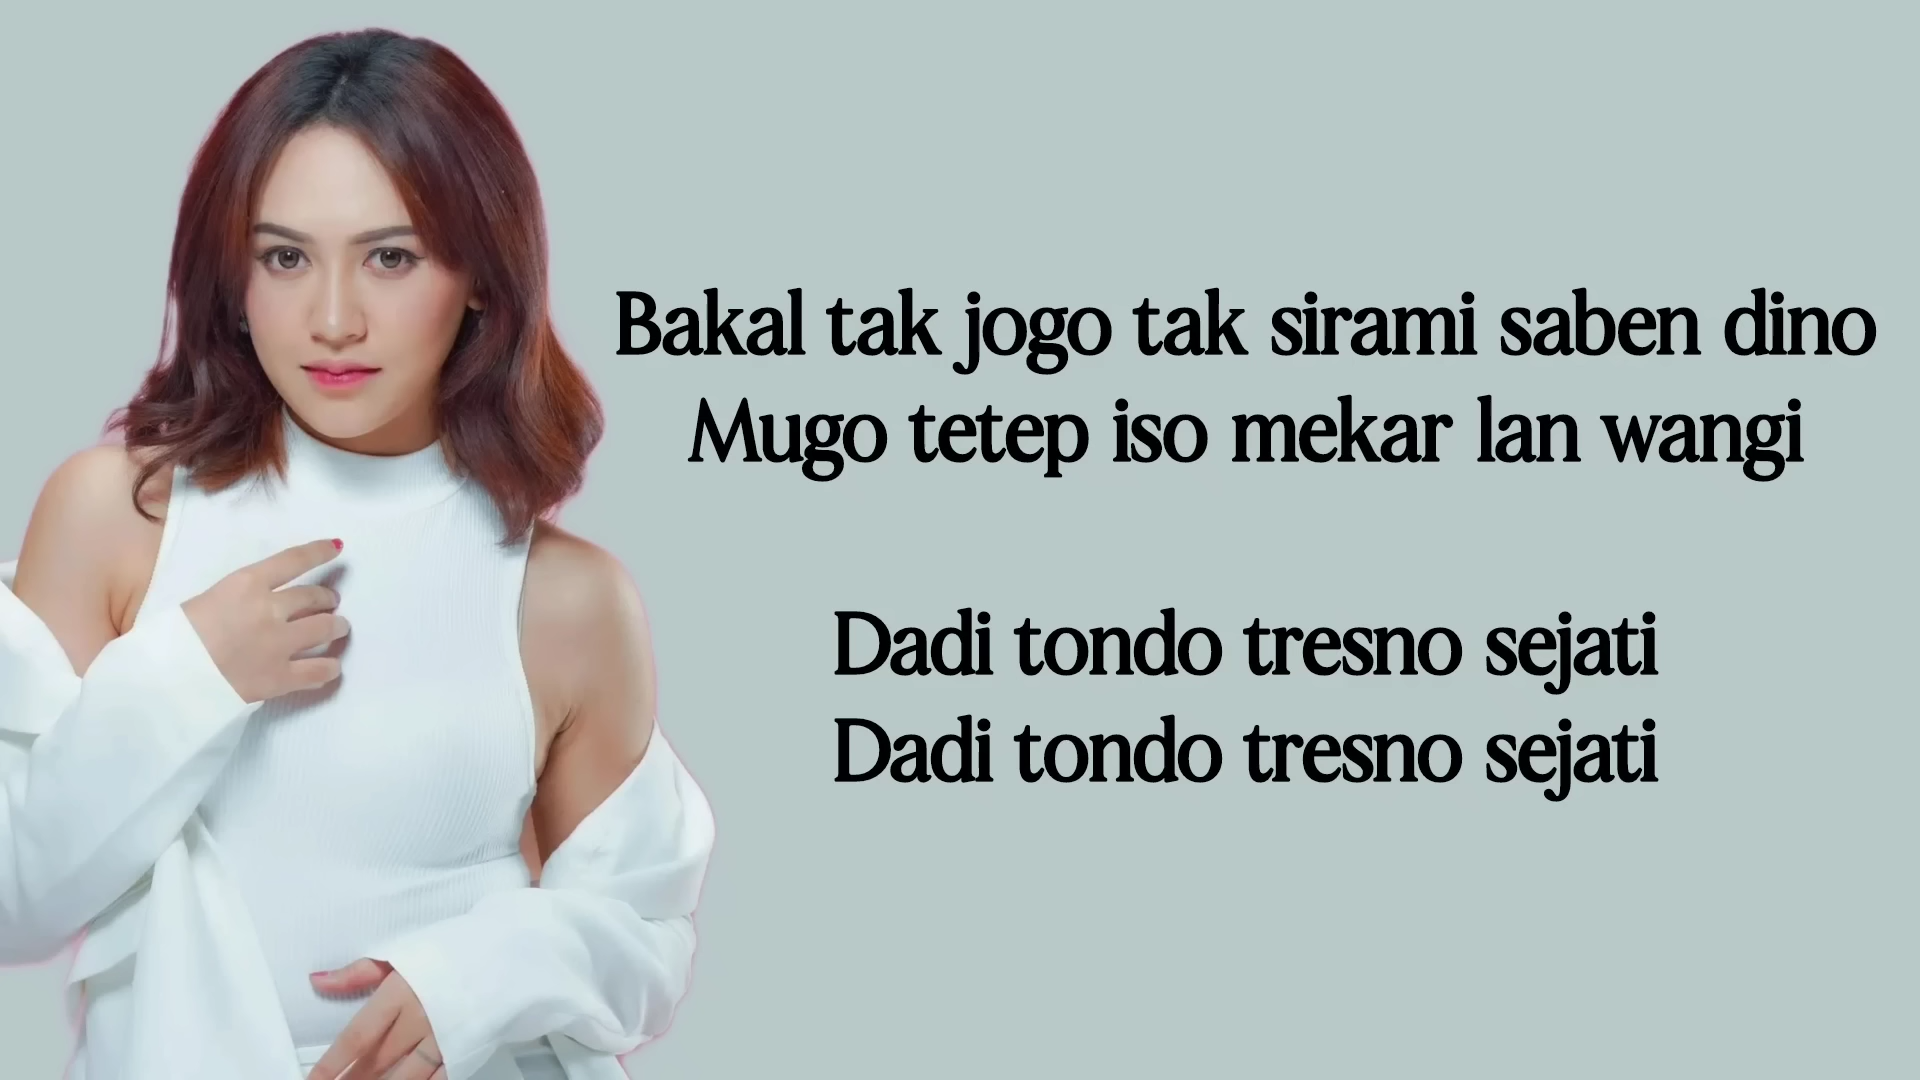 Bakal tak jogo tak sirami saben dino
Mugo tetep iso mekar lan wangi
Dadi tondo tresno sejati
Dadi tondo tresno sejati